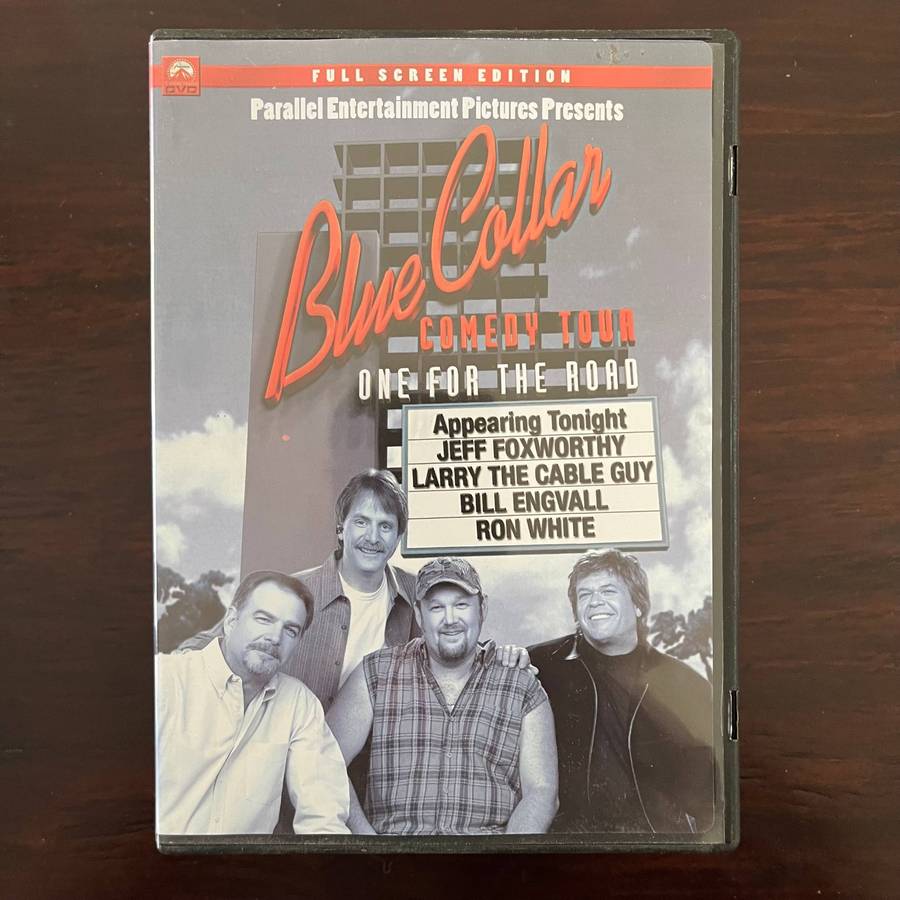 FULL SCREEN EDITION
DVD
Parallel Entertainment Pictures Presents
Blue Collar
COMEDY TOUR
ONE FOR THE ROAD
Appearing Tonight
JEFF FOXWORTHY
LARRY THE CABLE GUY
BILL ENGVALL
RON WHITE